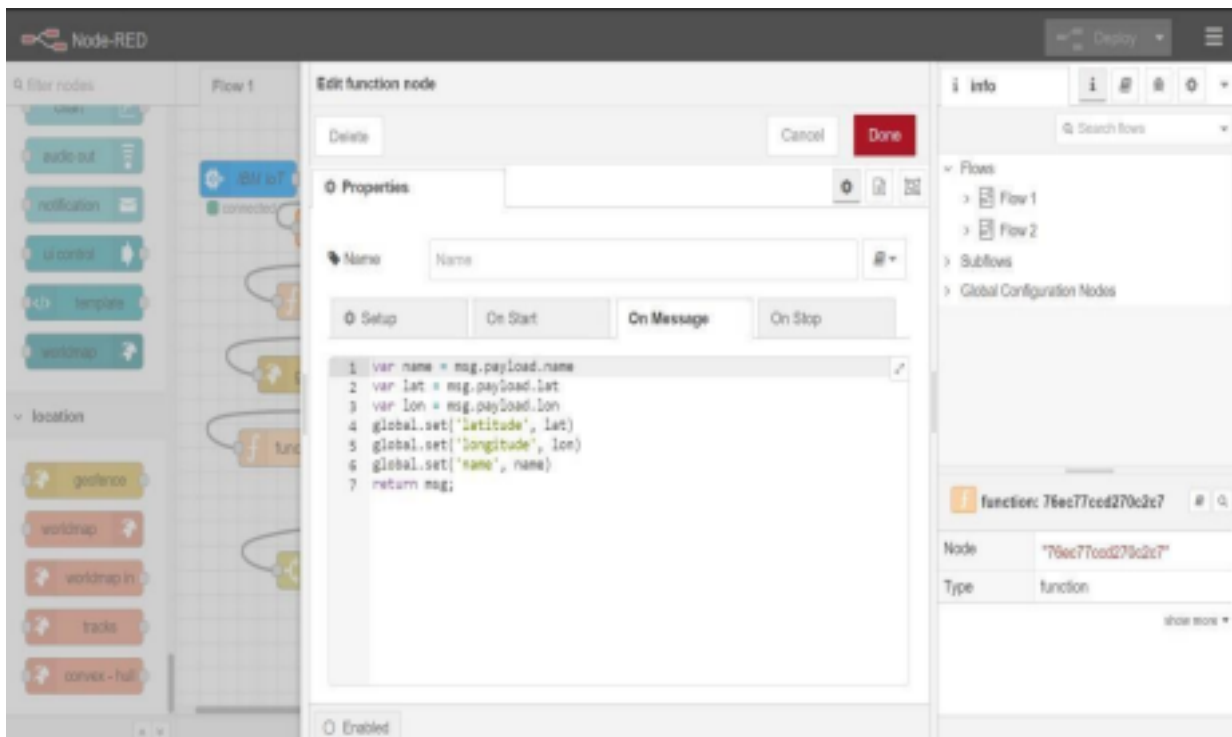 Node-RED
Deploy
filter nodes
audio out
notification
ui control
template
worldmap
location
geofence
worldmap
worldmap in
tracks
convex - hull
Flow 1
IBM IoT
connected
func
Edit function node
Delete
Cancel
Done
Properties
Name
Name
Setup
On Start
On Message
On Stop
1 var name = msg.payload.name
2 var lat = msg.payload.lat
3 var lon = msg.payload.lon
4 global.set('latitude', lat)
5 global.set('longitude', lon)
6 global.set('name', name)
7 return msg;
Enabled
i info
i
Search flows
Flows
Flow 1
Flow 2
Subflows
Global Configuration Nodes
function: 76ec77ccd270c2c7
Node "76ec77ccd270c2c7"
Type function
show more